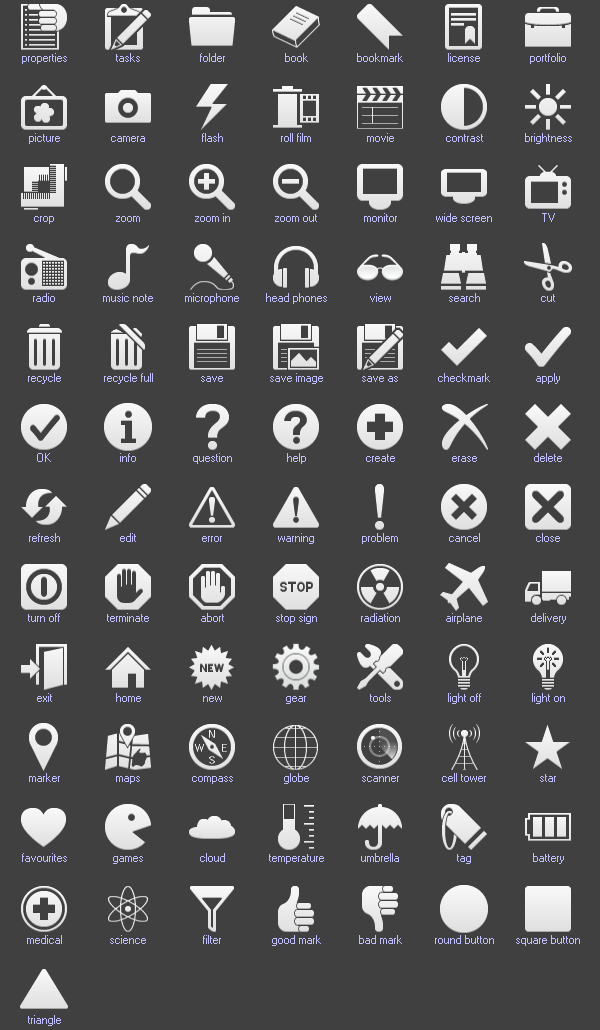 properties tasks folder book bookmark license portfolio
picture camera flash roll film movie contrast brightness
crop zoom zoom in zoom out monitor wide screen TV
radio music note microphone head phones view search cut
recycle recycle full save save image save as checkmark apply
OK info question help create erase delete
refresh edit error warning problem cancel close
STOP
turn off terminate abort stop sign radiation airplane delivery
NEW
exit home new gear tools light off light on
N
W E
S
marker maps compass globe scanner cell tower star
favourites games cloud temperature umbrella tag battery
medical science filter good mark bad mark round button square button
triangle